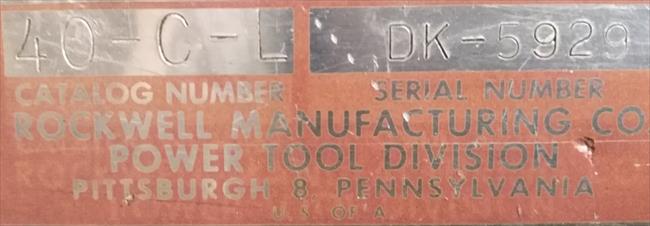 40-C-L DK-5929
CATALOG NUMBER SERIAL NUMBER
ROCKWELL MANUFACTURING CO.
POWER TOOL DIVISION
PITTSBURGH 8, PENNSYLVANIA
U.S. OF A.